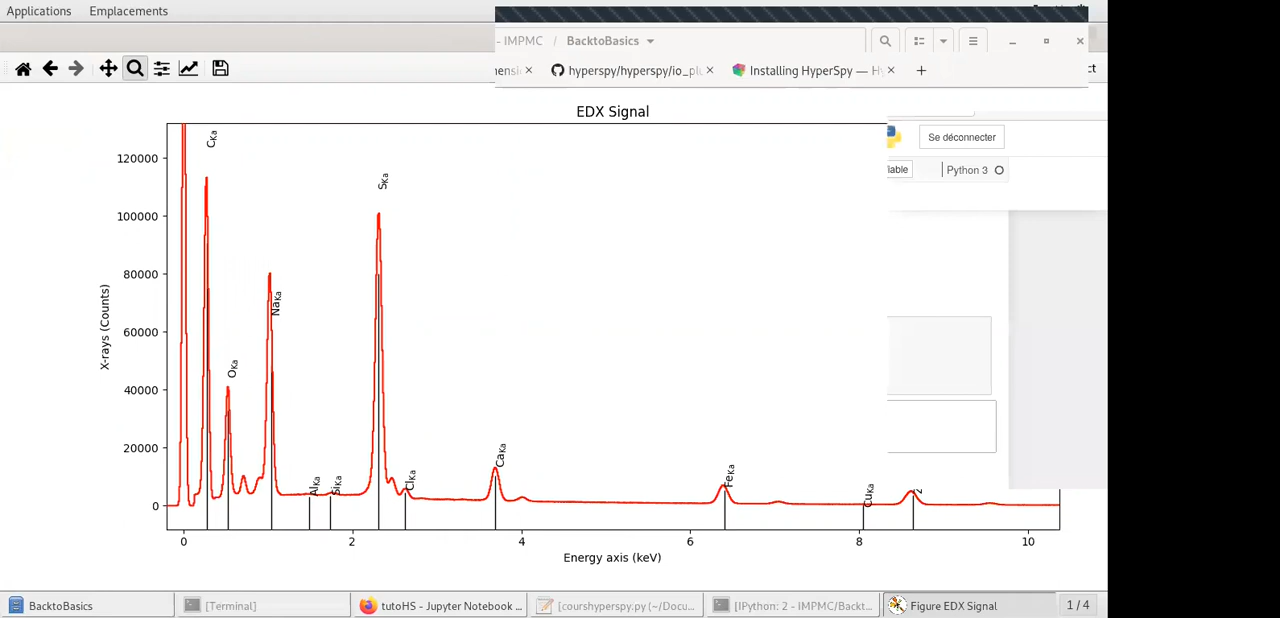 Applications Emplacements
- IMPMC / BacktoBasics
hyperspy/hyperspy/io_plu
Installing HyperSpy — Hy
EDX Signal
Se déconnecter
Python 3
X-rays (Counts)
120000
100000
80000
60000
40000
20000
0
CKa
OKa
NaKa
AlKa
SiKa
SKa
ClKa
CaKa
FeKa
CuKa
0 2 4 6 8 10
Energy axis (keV)
BacktoBasics
[Terminal]
tutoHS - Jupyter Notebook ...
[courshyperspy.py (~/Docu...
[IPython: 2 - IMPMC/Backt...
Figure EDX Signal
1 / 4